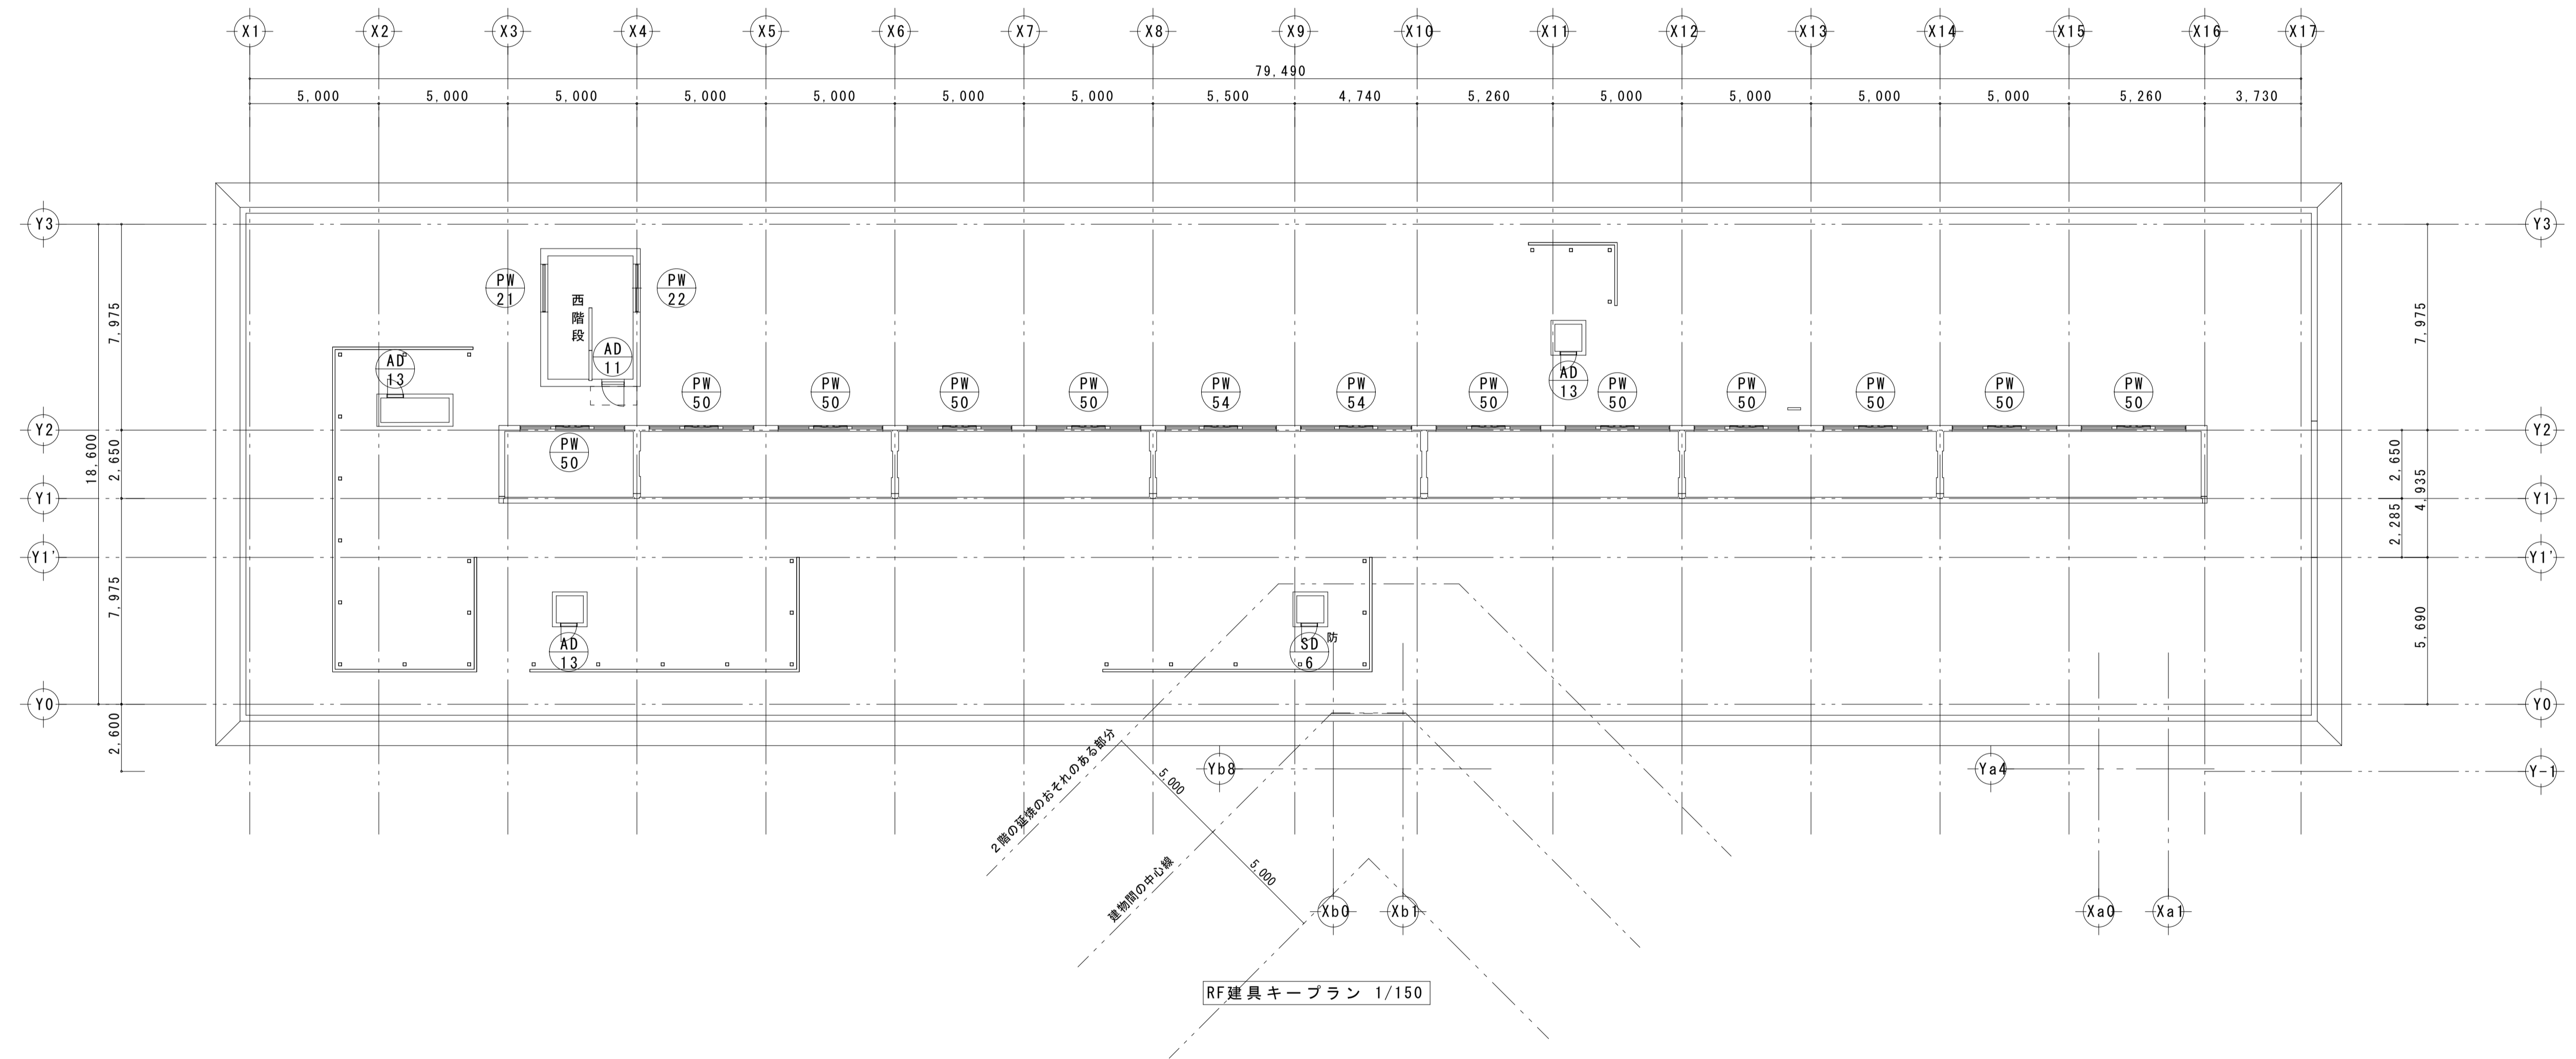 X1 X2 X3 X4 X5 X6 X7 X8 X9 X10 X11 X12 X13 X14 X15 X16 X17
79,490
5,000 5,000 5,000 5,000 5,000 5,000 5,000 5,500 4,740 5,260 5,000 5,000 5,000 5,000 5,260 3,730
Y3 Y3
PW
21
西階段
PW
22
7,975
7,975
AD
13
AD
11
AD
13
PW
50
PW
50
PW
50
PW
50
PW
54
PW
54
PW
50
PW
50
PW
50
PW
50
PW
50
PW
50
Y2 Y2
PW
50
18,600
2,650
2,650
4,935
Y1 Y1
2,285
Y1' Y1'
7,975
5,690
AD
13
SD
6
防
Y0 Y0
2,600
2階の延焼のおそれのある部分
5,000
Yb8 Ya4 Y-1
建物間の中心線
5,000
Xb0 Xb1 Xa0 Xa1
RF建具キープラン 1/150